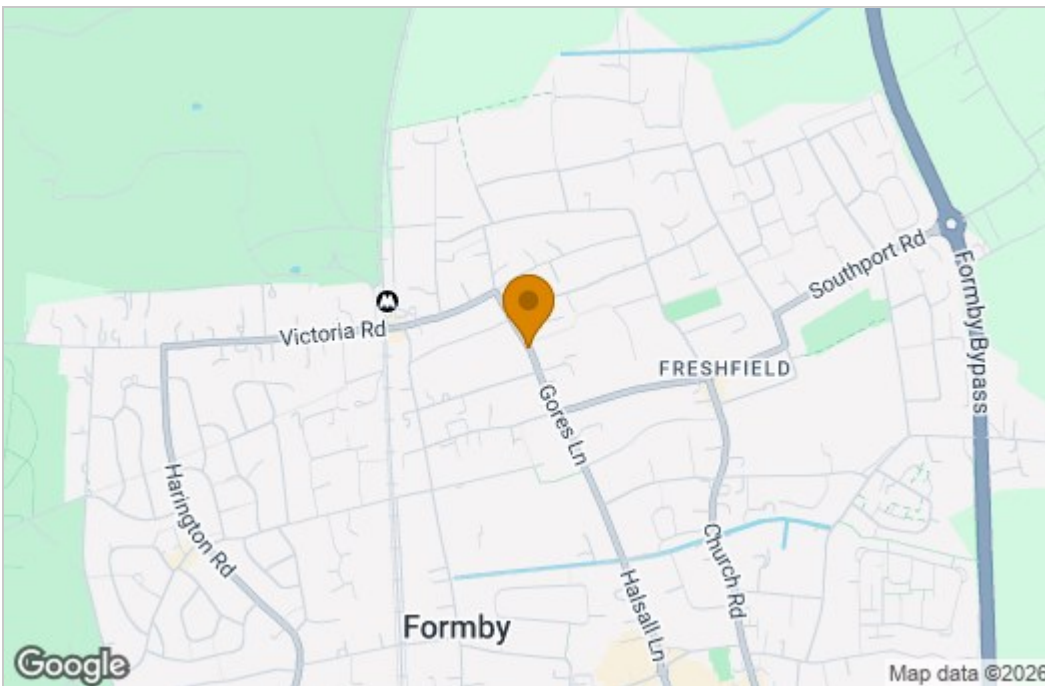 Southport Rd
Formby Bypass
Victoria Rd
FRESHFIELD
Gores Ln
Harington Rd
Church Rd
Halsall Ln
Formby
Google
Map data ©2026